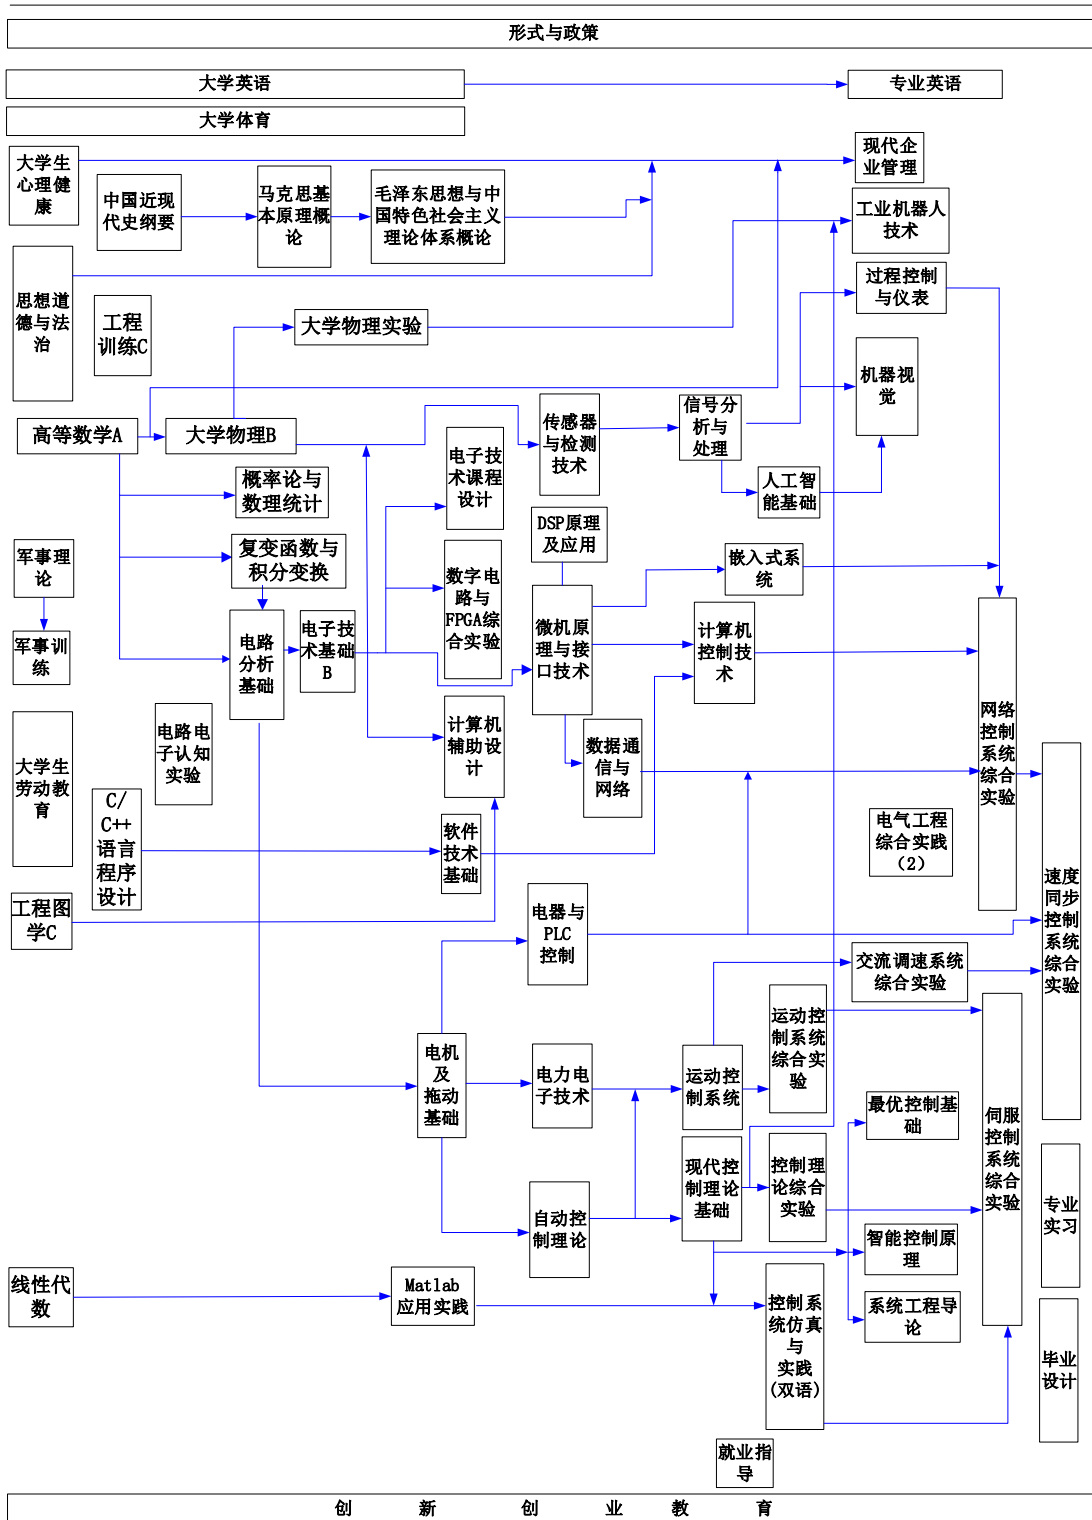 形式与政策
大学英语
专业英语
大学体育
大学生
心理健
康
中国近现
代史纲要
马克思基
本原理概
论
毛泽东思想与中
国特色社会主义
理论体系概论
现代企
业管理
工业机器人
技术
思想道
德与法
治
工程
训练C
大学物理实验
过程控制
与仪表
机器视
觉
高等数学A
大学物理B
电子技
术课程
设计
传感器
与检测
技术
信号分
析与
处理
人工智
能基础
概率论与
数理统计
DSP原理
及应用
军事理
论
复变函数与
积分变换
数字电
路与
FPGA综
合实验
嵌入式系
统
军事训
练
电路
分析
基础
电子技
术基础
B
微机原
理与接
口技术
计算机
控制技
术
网络
控制
系统
综合
实验
大学生
劳动教
育
电路电
子认知
实验
计算机
辅助设
计
数据通
信与
网络
C/
C++
语言
程序
设计
软件
技术
基础
电气工程
综合实践
(2)
速度
同步
控制
系统
综合
实验
工程图
学C
电器与
PLC
控制
交流调速系统
综合实验
电机
及
拖动
基础
电力电
子技术
运动控
制系统
运动控
制系统
综合实
验
最优控制基
础
伺服
控制
系统
综合
实验
自动控
制理论
现代控
制理论
基础
控制理
论综合
实验
智能控制原
理
专业
实习
线性代
数
Matlab
应用实践
控制系
统仿真
与
实践
(双语)
系统工程导
论
毕业
设计
就业指
导
创 新 创 业 教 育